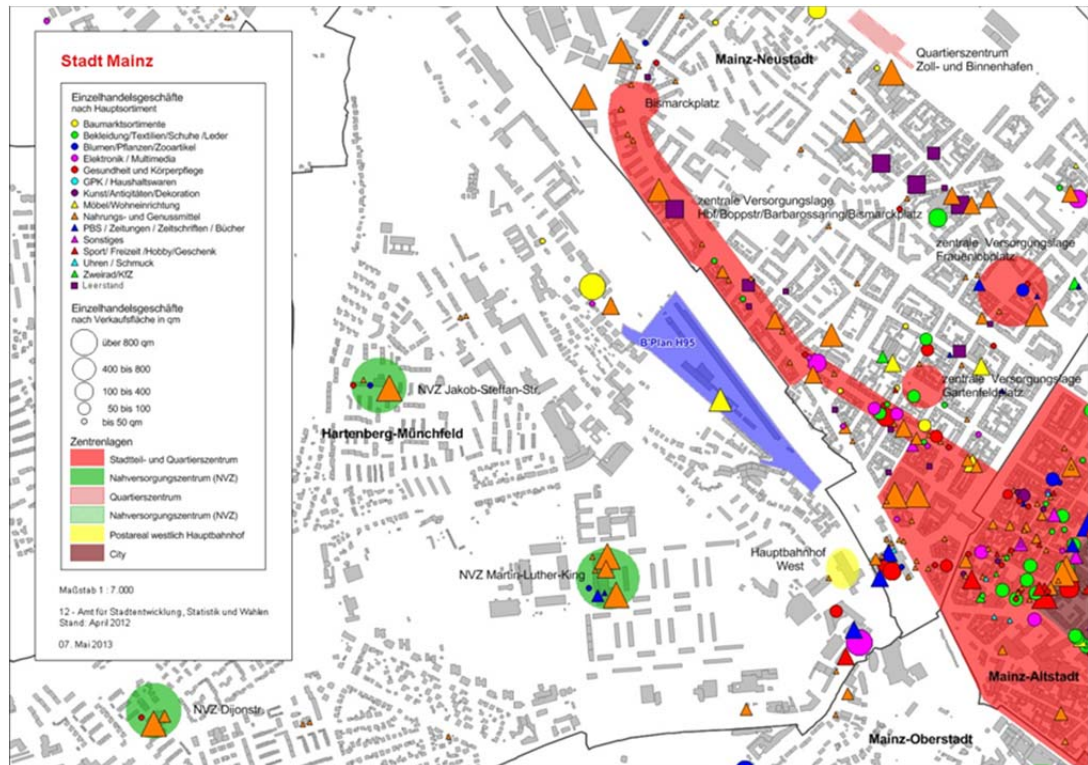 Stadt Mainz
Einzelhandelsgeschäfte
nach Hauptsortiment
Baumarktsortimente
Bekleidung/Textilien/Schuhe /Leder
Blumen/Pflanzen/Zooartikel
Elektronik / Multimedia
Gesundheit und Körperpflege
GPK / Haushaltswaren
Kunst/Antiqitäten/Dekoration
Möbel/Wohneinrichtung
Nahrungs- und Genussmittel
PBS / Zeitungen / Zeitschriften / Bücher
Sonstiges
Sport/ Freizeit /Hobby/Geschenk
Uhren / Schmuck
Zweirad/KfZ
Leerstand
Einzelhandelsgeschäfte
nach Verkaufsfläche in qm
über 800 qm
400 bis 800
100 bis 400
50 bis 100
bis 50 qm
Zentrenlagen
Stadtteil- und Quartierszentrum
Nahversorgungszentrum (NVZ)
Quartierszentrum
Nahversorgungszentrum (NVZ)
Postareal westlich Hauptbahnhof
City
Maßstab 1 : 7.000
12 - Amt für Stadtentwicklung, Statistik und Wahlen
Stand: April 2012
07. Mai 2013
Mainz-Neustadt
Quartierszentrum
Zoll- und Binnenhafen
Bismarckplatz
zentrale Versorgungslage
Hbf/Boppstr/Barbarossaring/Bismarckplatz
zentrale Versorgungslage
Frauenlobplatz
B'Plan H95
zentrale Versorgungslage
Gartenfeldplatz
NVZ Jakob-Steffan-Str.
Hartenberg-Münchfeld
NVZ Martin-Luther-King
Hauptbahnhof
West
Mainz-Altstadt
NVZ Dijonstr.
Mainz-Oberstadt